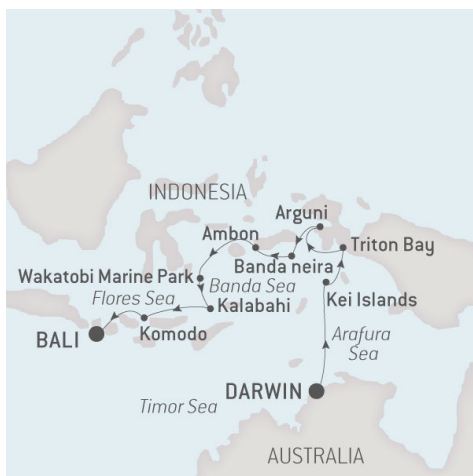 INDONESIA
Arguni
Ambon
Triton Bay
Banda neira
Wakatobi Marine Park
Banda Sea
Flores Sea
Kei Islands
Kalabahi
BALI
Komodo
Arafura
Sea
DARWIN
Timor Sea
AUSTRALIA